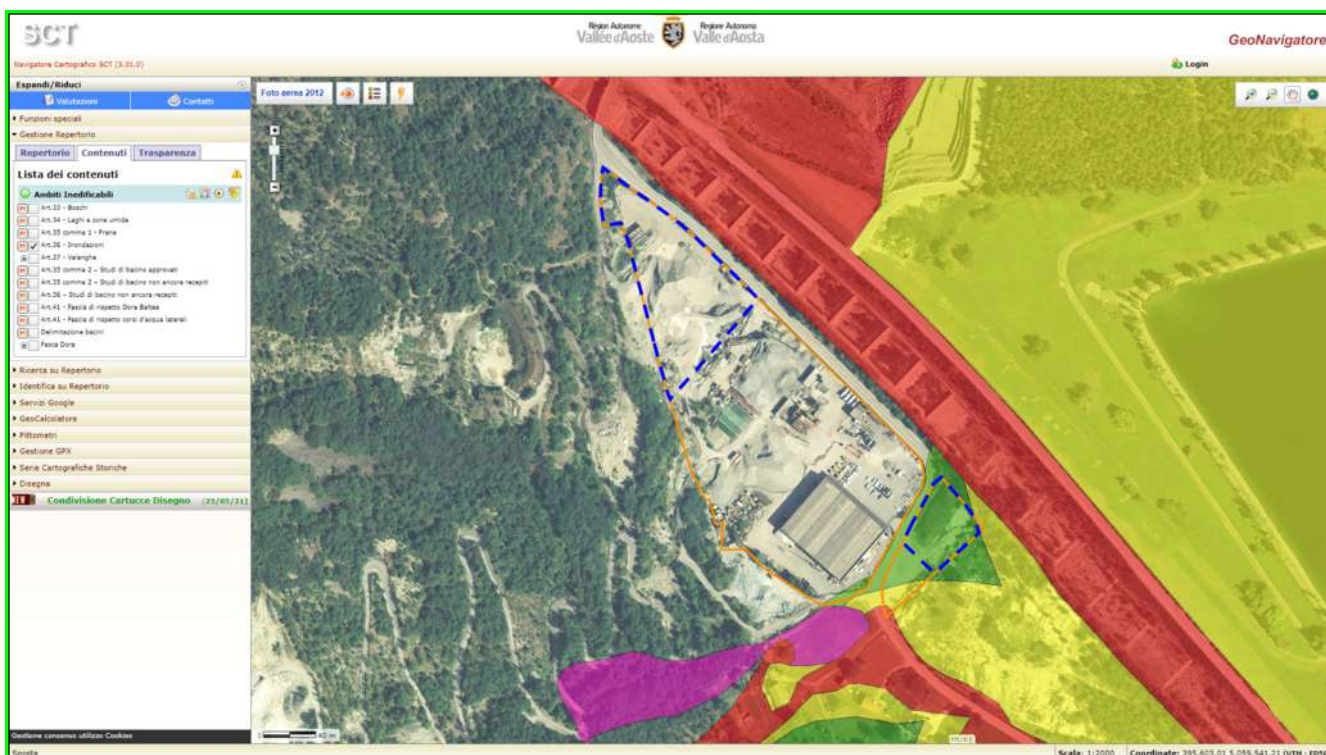 SCT
Région Autonome
Vallée d'Aoste
Regione Autonoma
Valle d'Aosta
GeoNavigatore
Navigatore Cartografico SCT (3.31.0)
Login
Espandi/Riduci
Valutazioni
Contatti
Funzioni speciali
Gestione Repertorio
Repertorio
Contenuti
Trasparenza
Lista dei contenuti
Ambiti Inedificabili
Art.33 - Boschi
Art.34 - Laghi e zone umide
Art.35 comma 1 - Frane
Art.36 - Inondazioni
Art.37 - Valanghe
Art.35 comma 2 – Studi di bacino approvati
Art.35 comma 2 – Studi di bacino non ancora recepiti
Art.36 – Studi di bacino non ancora recepiti
Art.41 - Fascia di rispetto Dora Baltea
Art.41 - Fascia di rispetto corsi d'acqua laterali
Delimitazione bacini
Fasce Dora
Ricerca su Repertorio
Identifica su Repertorio
Servizi Google
GeoCalcolatore
Pittometri
Gestione GPX
Serie Cartografiche Storiche
Disegna
Condivisione Cartucce Disegno (25/05/21)
Foto aerea 2012
0 40 m
Gestione consenso utilizzo Cookies
Sposta
Scala: 1:2000